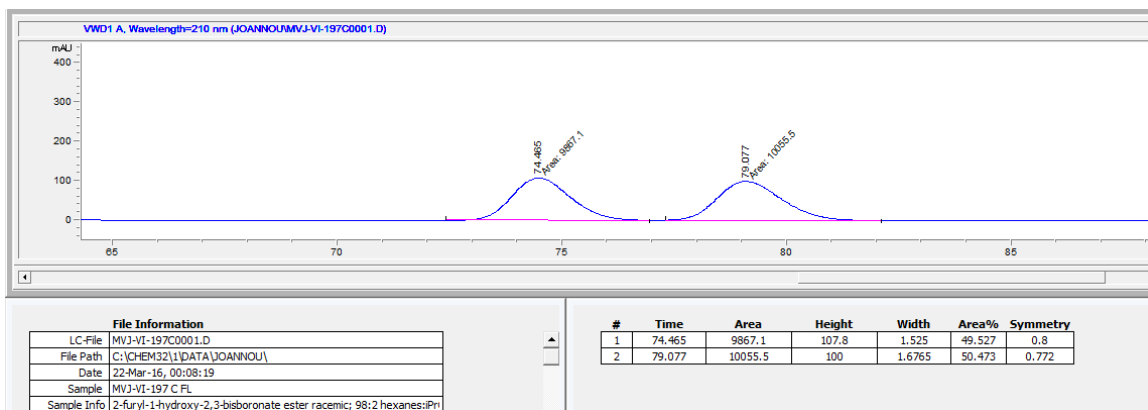 VWD1 A, Wavelength=210 nm (JOANNOU\MVJ-VI-197C0001.D)
mAU
400
300
200
100
0
74.465
Area: 9867.1
79.077
Area: 10055.5
65 70 75 80 85
File Information
LC-File MVJ-VI-197C0001.D
File Path C:\CHEM32\1\DATA\JOANNOU\
Date 22-Mar-16, 00:08:19
Sample MVJ-VI-197 C FL
Sample Info 2-furyl-1-hydroxy-2,3-bisboronate ester racemic; 98:2 hexanes:iPr
# Time Area Height Width Area% Symmetry
1 74.465 9867.1 107.8 1.525 49.527 0.8
2 79.077 10055.5 100 1.6765 50.473 0.772